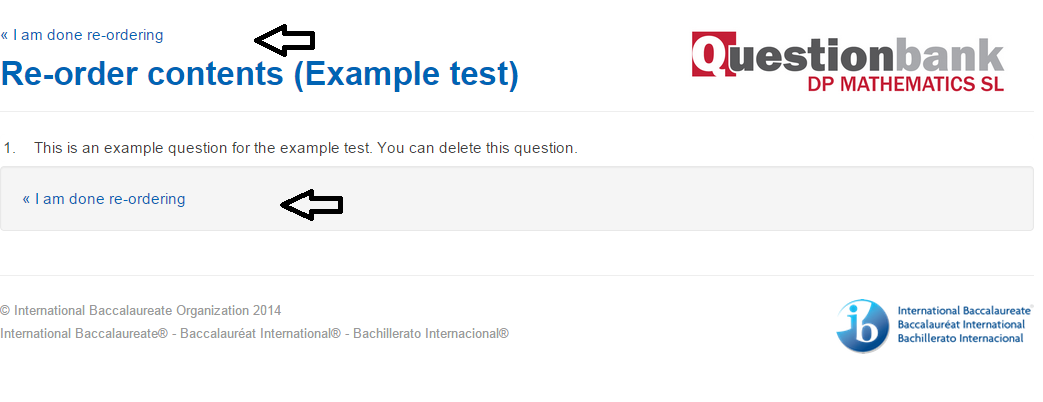 « I am done re-ordering
Re-order contents (Example test)
Questionbank
DP MATHEMATICS SL
1. This is an example question for the example test. You can delete this question.
« I am done re-ordering
© International Baccalaureate Organization 2014
International Baccalaureate® - Baccalauréat International® - Bachillerato Internacional®
ib
International Baccalaureate®
Baccalauréat International
Bachillerato Internacional